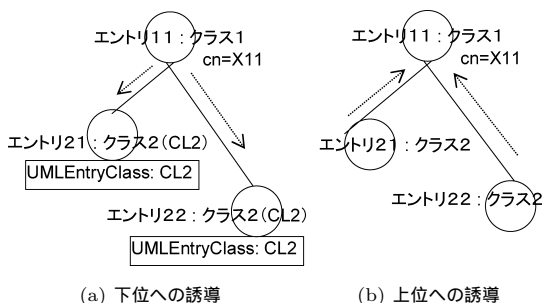 エントリ11：クラス1
cn=X11
エントリ21：クラス2（CL2）
UMLEntryClass: CL2
エントリ22：クラス2（CL2）
UMLEntryClass: CL2
(a) 下位への誘導
エントリ11：クラス1
cn=X11
エントリ21：クラス2
エントリ22：クラス2
(b) 上位への誘導